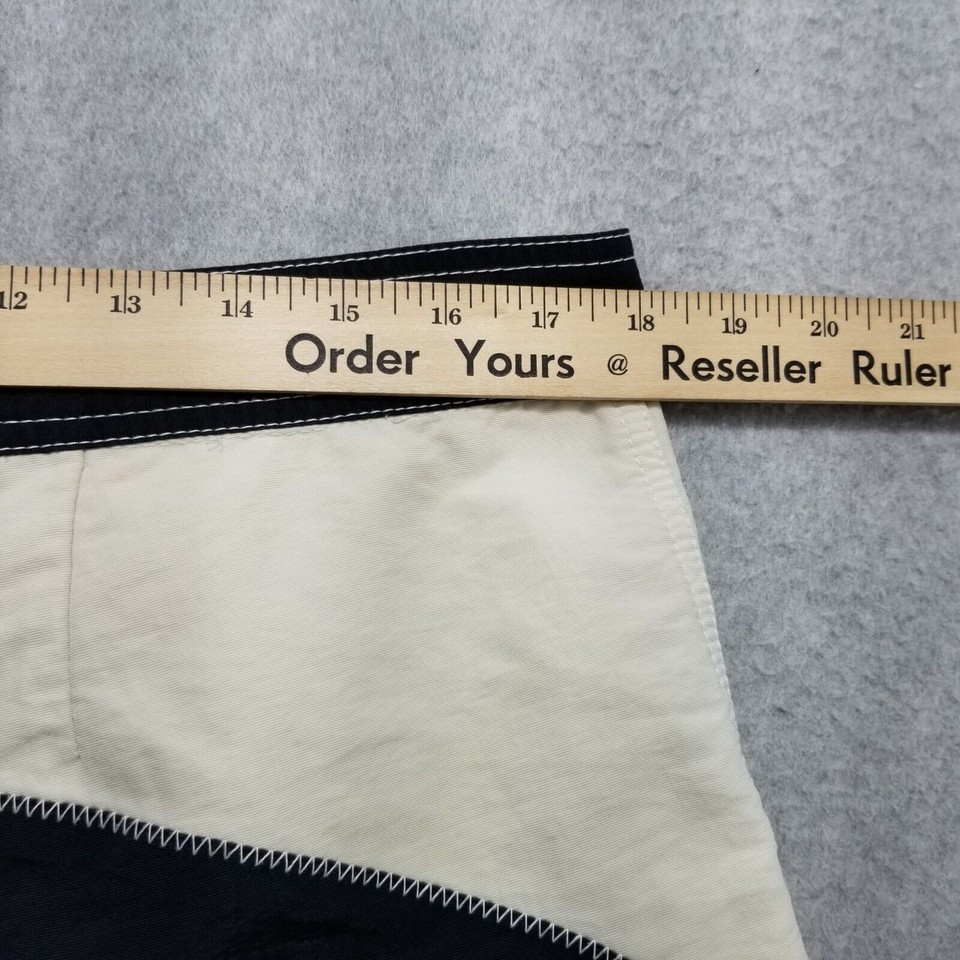 12 13 14 15 16 17 18 19 20 21
Order Yours @ Reseller Ruler